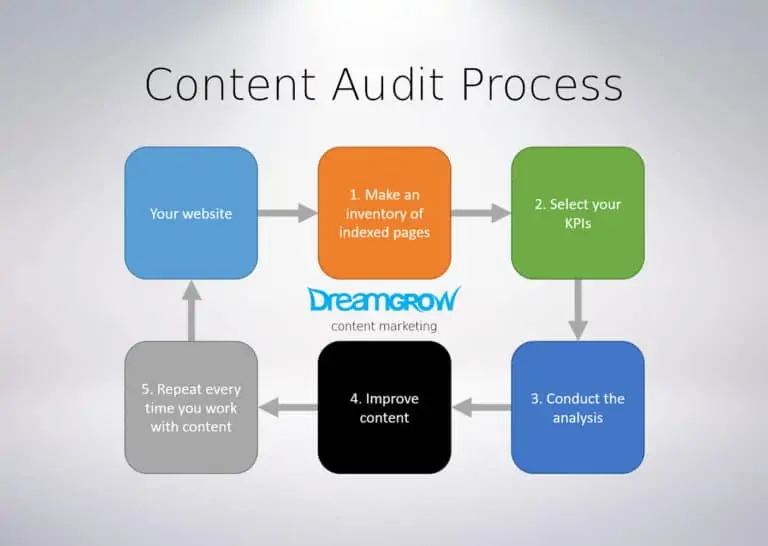 Content Audit Process
Your website
1. Make an
inventory of
indexed pages
2. Select your
KPIs
DreamGROW
content marketing
5. Repeat every
time you work
with content
4. Improve
content
3. Conduct the
analysis